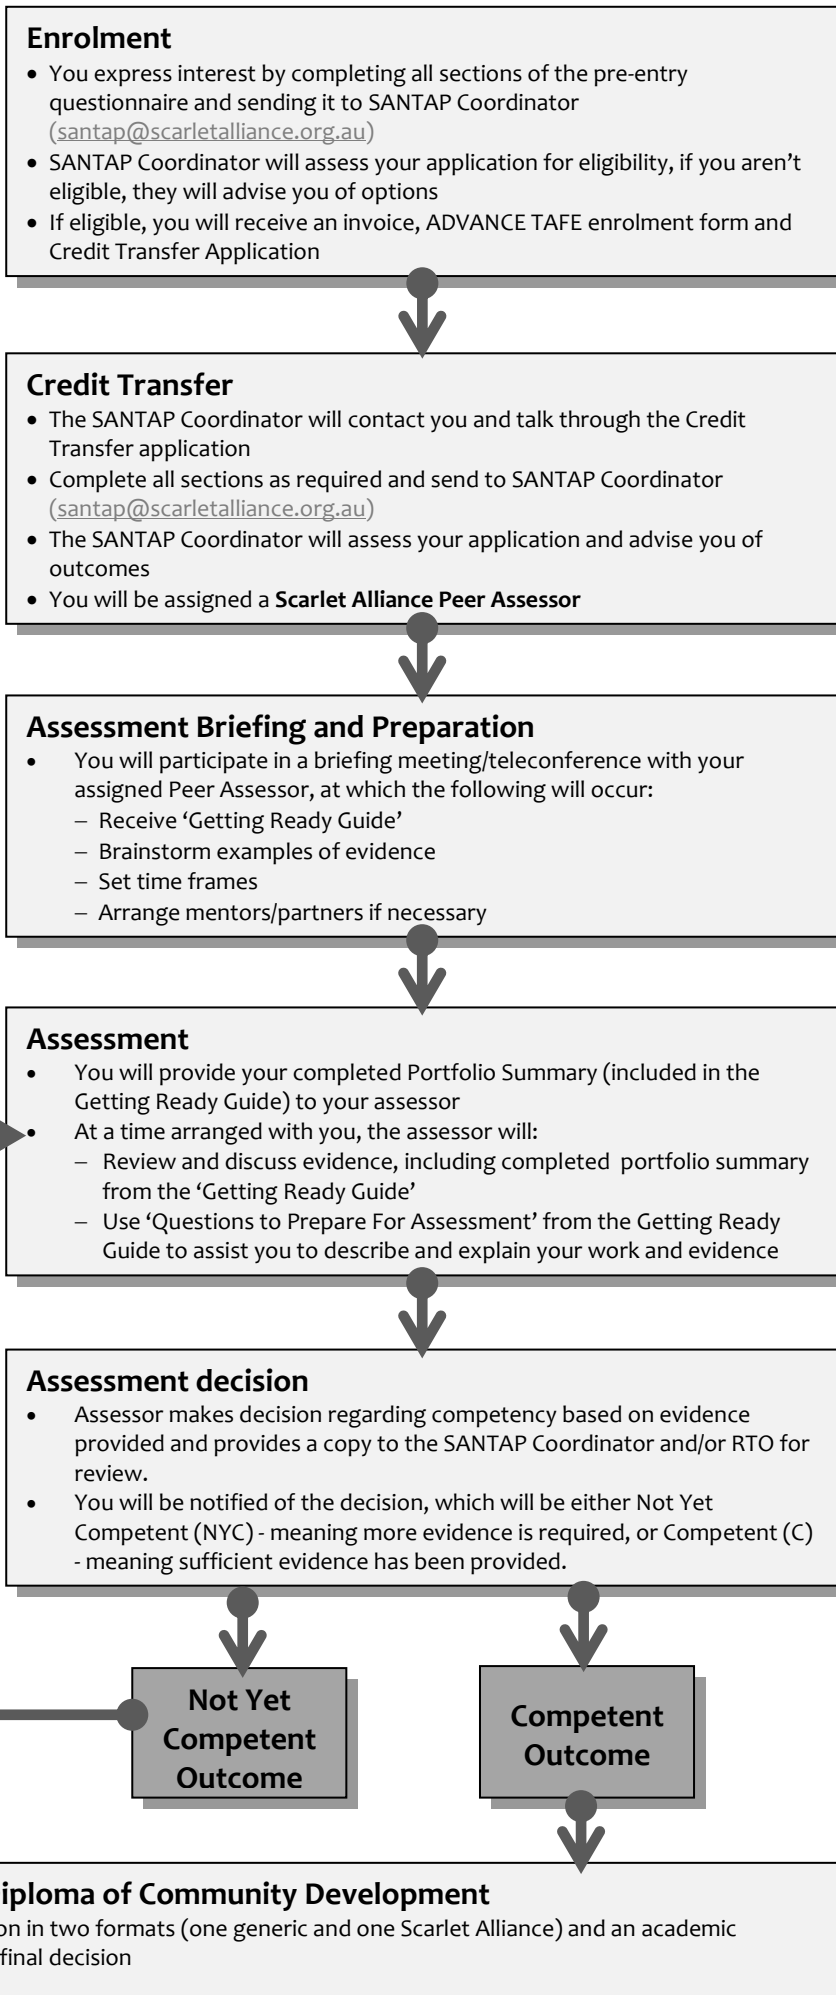 Enrolment
• You express interest by completing all sections of the pre-entry
questionnaire and sending it to SANTAP Coordinator
(santap@scarletalliance.org.au)
• SANTAP Coordinator will assess your application for eligibility, if you aren't
eligible, they will advise you of options
• If eligible, you will receive an invoice, ADVANCE TAFE enrolment form and
Credit Transfer Application
Credit Transfer
• The SANTAP Coordinator will contact you and talk through the Credit
Transfer application
• Complete all sections as required and send to SANTAP Coordinator
(santap@scarletalliance.org.au)
• The SANTAP Coordinator will assess your application and advise you of
outcomes
• You will be assigned a Scarlet Alliance Peer Assessor
Assessment Briefing and Preparation
• You will participate in a briefing meeting/teleconference with your
assigned Peer Assessor, at which the following will occur:
– Receive ‘Getting Ready Guide’
– Brainstorm examples of evidence
– Set time frames
– Arrange mentors/partners if necessary
Assessment
• You will provide your completed Portfolio Summary (included in the
Getting Ready Guide) to your assessor
• At a time arranged with you, the assessor will:
– Review and discuss evidence, including completed portfolio summary
from the ‘Getting Ready Guide’
– Use ‘Questions to Prepare For Assessment’ from the Getting Ready
Guide to assist you to describe and explain your work and evidence
Assessment decision
• Assessor makes decision regarding competency based on evidence
provided and provides a copy to the SANTAP Coordinator and/or RTO for
review.
• You will be notified of the decision, which will be either Not Yet
Competent (NYC) - meaning more evidence is required, or Competent (C)
- meaning sufficient evidence has been provided.
Not Yet
Competent
Outcome
Competent
Outcome
iploma of Community Development
on in two formats (one generic and one Scarlet Alliance) and an academic
final decision